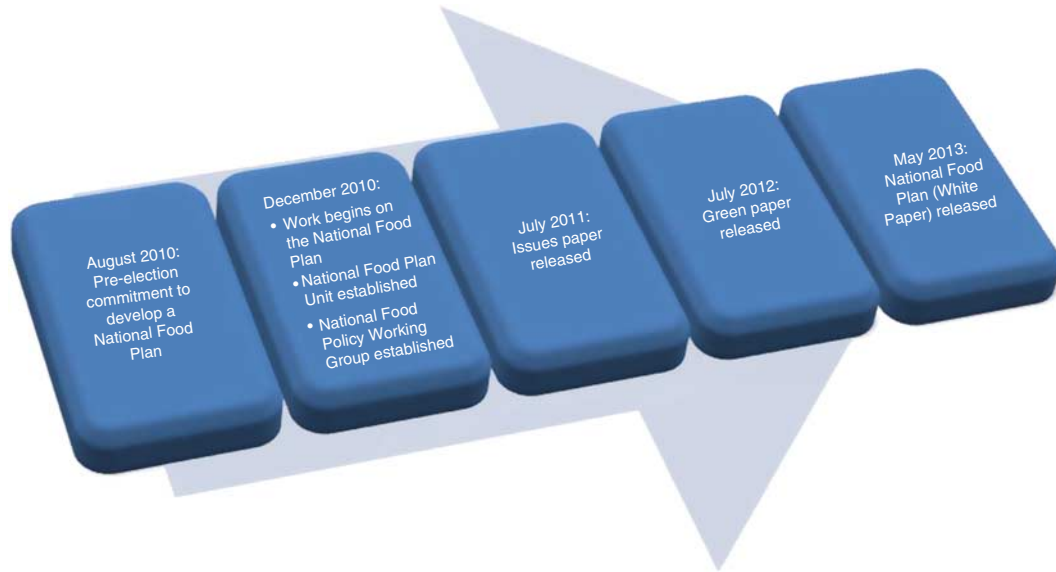 August 2010:
Pre-election
commitment to
develop a
National Food
Plan
December 2010:
• Work begins on
the National Food
Plan
• National Food Plan
Unit established
• National Food
Policy Working
Group established
July 2011:
Issues paper
released
July 2012:
Green paper
released
May 2013:
National Food
Plan (White
Paper) released